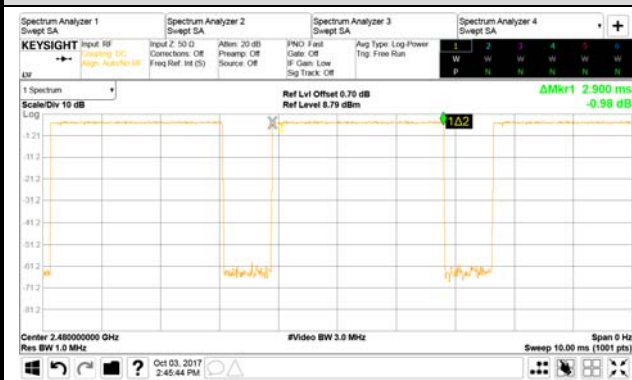 Spectrum Analyzer 1
Swept SA
Spectrum Analyzer 2
Swept SA
Spectrum Analyzer 3
Swept SA
Spectrum Analyzer 4
Swept SA
+
KEYSIGHT
Input: RF
Coupling: DC
Align: Auto/No RF
Input Z: 50 Ω
Corrections: Off
Freq Ref: Int (S)
Atten: 20 dB
Preamp: Off
Source: Off
PNO: Fast
Gate: Off
IF Gain: Low
Sig Track: Off
Avg Type: Log-Power
Trig: Free Run
1 2 3 4 5 6
W W W W W W
P N N N N N
LXI
1 Spectrum
Scale/Div 10 dB
Ref Lvl Offset 0.70 dB
Ref Level 8.79 dBm
ΔMkr1 2.900 ms
-0.98 dB
Log
-1.21
-11.2
-21.2
-31.2
-41.2
-51.2
-61.2
-71.2
-81.2
1Δ2
Center 2.480000000 GHz
Res BW 1.0 MHz
#Video BW 3.0 MHz
Span 0 Hz
Sweep 10.00 ms (1001 pts)
?
Oct 03, 2017
2:45:44 PM